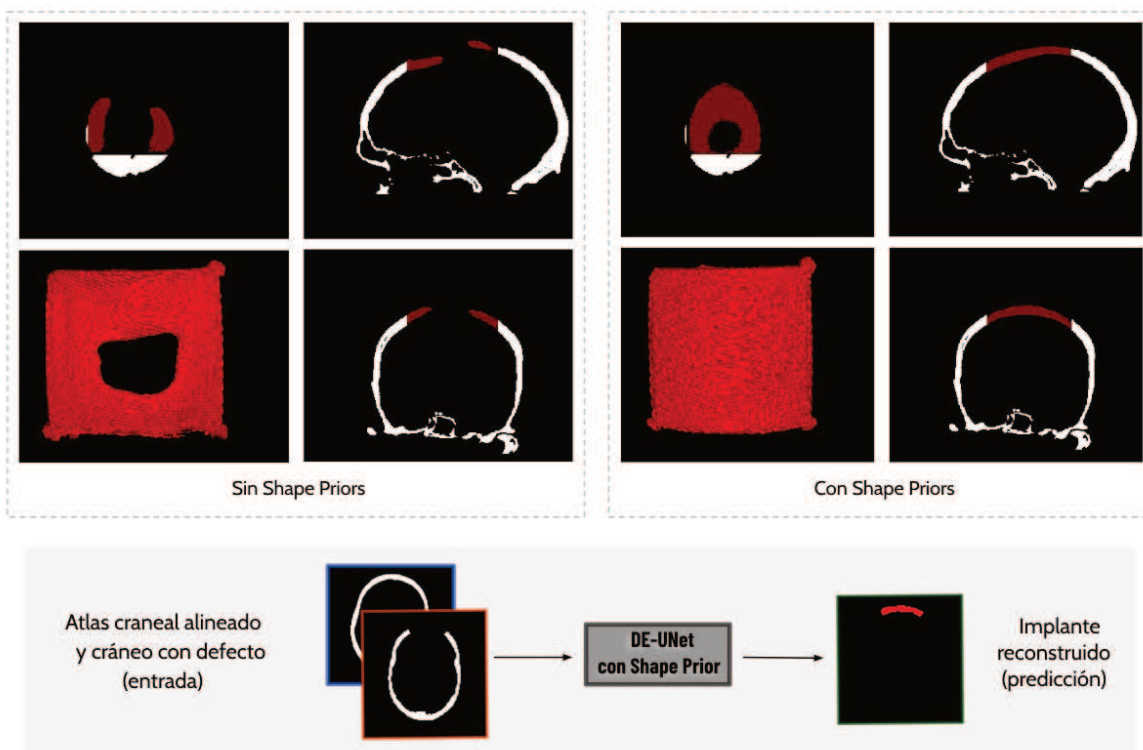 Sin Shape Priors
Con Shape Priors
Atlas craneal alineado
y cráneo con defecto
(entrada)
DE-UNet
con Shape Prior
Implante
reconstruido
(predicción)